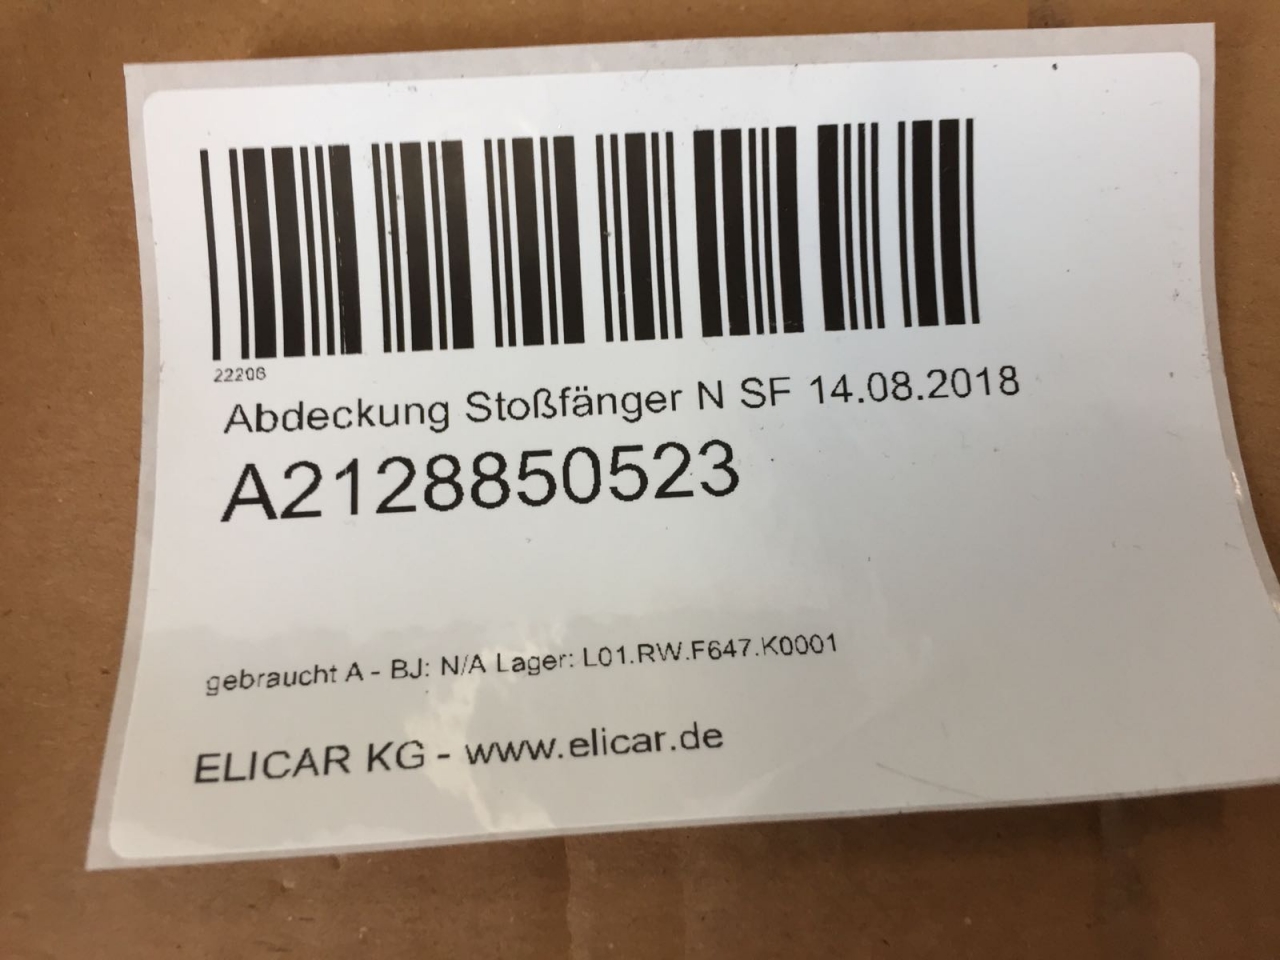 22206
Abdeckung Stoßfänger N SF 14.08.2018
A2128850523
gebraucht A - BJ: N/A Lager: L01.RW.F647.K0001
ELICAR KG - www.elicar.de